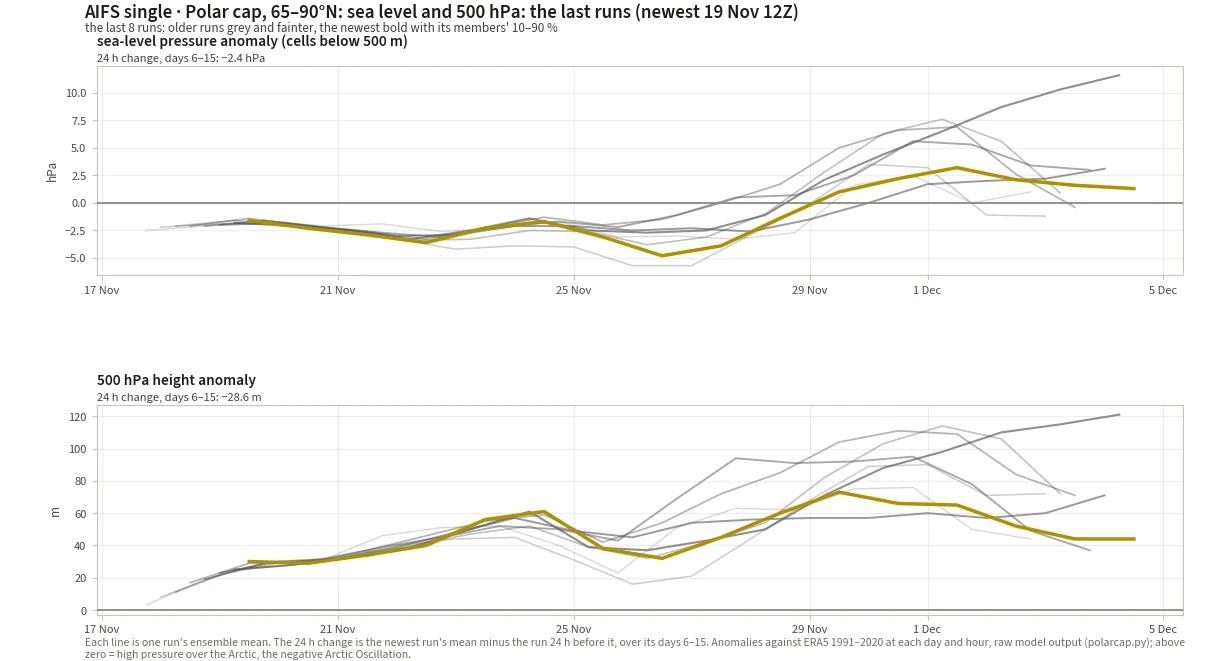 AIFS single · Polar cap, 65–90°N: sea level and 500 hPa: the last runs (newest 19 Nov 12Z)
the last 8 runs: older runs grey and fainter, the newest bold with its members' 10–90 %
sea-level pressure anomaly (cells below 500 m)
24 h change, days 6–15: −2.4 hPa
10.0
7.5
5.0
2.5
0.0
−2.5
−5.0
hPa
17 Nov 21 Nov 25 Nov 29 Nov 1 Dec 5 Dec
500 hPa height anomaly
24 h change, days 6–15: −28.6 m
120
100
80
60
40
20
0
m
17 Nov 21 Nov 25 Nov 29 Nov 1 Dec 5 Dec
Each line is one run's ensemble mean. The 24 h change is the newest run's mean minus the run 24 h before it, over its days 6–15. Anomalies against ERA5 1991–2020 at each day and hour, raw model output (polarcap.py); above
zero = high pressure over the Arctic, the negative Arctic Oscillation.